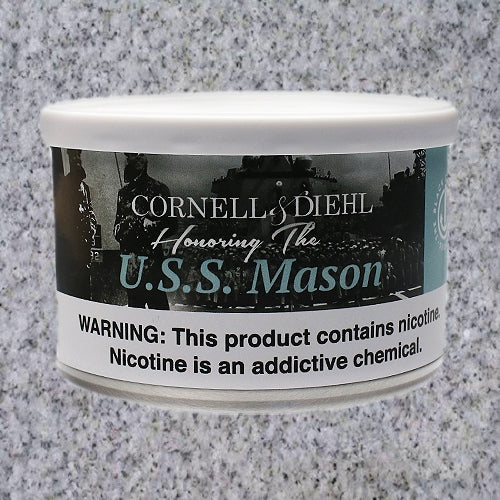 CORNELL & DIEHL
Honoring The
U.S.S. Mason
WARNING: This product contains nicotine.
Nicotine is an addictive chemical.